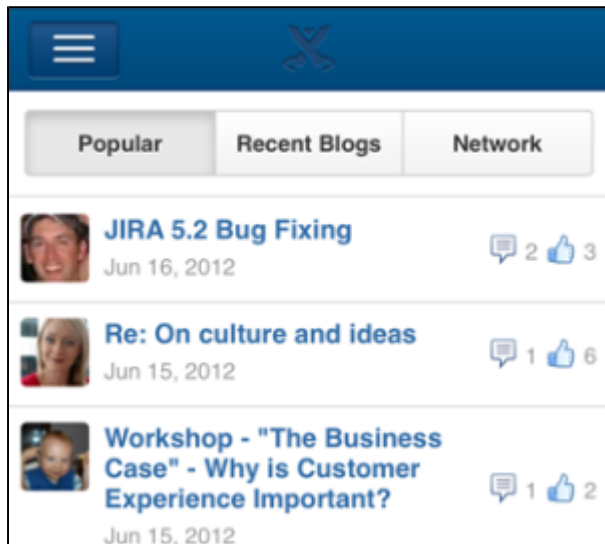 Popular Recent Blogs Network
JIRA 5.2 Bug Fixing
Jun 16, 2012
2 3
Re: On culture and ideas
Jun 15, 2012
1 6
Workshop - "The Business
Case" - Why is Customer
Experience Important?
1 2
Jun 15, 2012